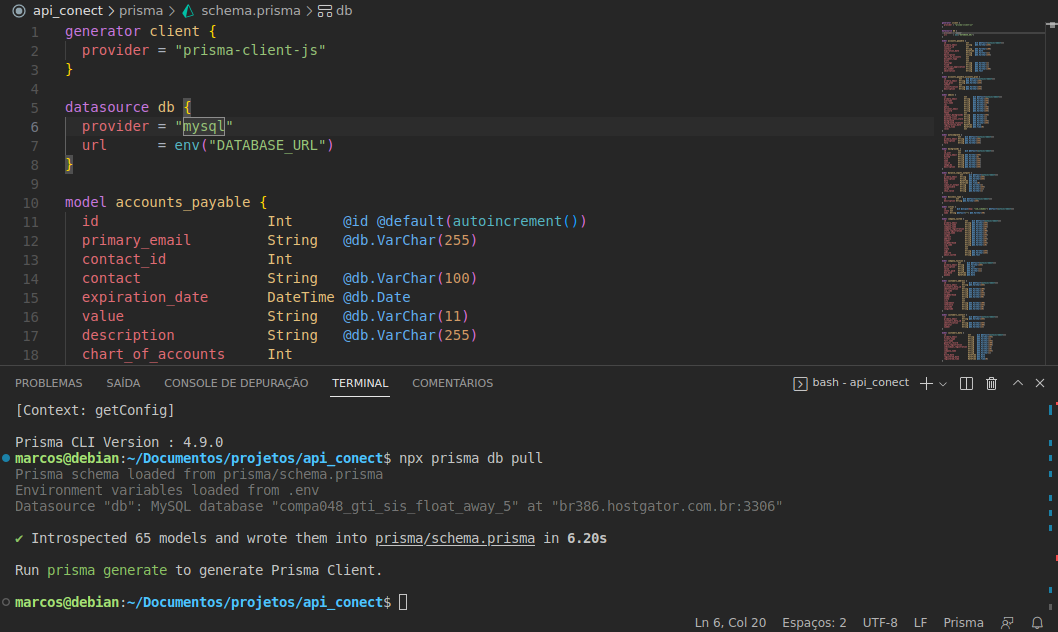 api_conect > prisma > schema.prisma > db
1 generator client {
2 provider = "prisma-client-js"
3 }
4
5 datasource db {
6 provider = "mysql"
7 url = env("DATABASE_URL")
8 }
9
10 model accounts_payable {
11 id Int @id @default(autoincrement())
12 primary_email String @db.VarChar(255)
13 contact_id Int
14 contact String @db.VarChar(100)
15 expiration_date DateTime @db.Date
16 value String @db.VarChar(11)
17 description String @db.VarChar(255)
18 chart_of_accounts Int
PROBLEMAS SAÍDA CONSOLE DE DEPURAÇÃO TERMINAL COMENTÁRIOS bash - api_conect
[Context: getConfig]
Prisma CLI Version : 4.9.0
marcos@debian:~/Documentos/projetos/api_conect$ npx prisma db pull
Prisma schema loaded from prisma/schema.prisma
Environment variables loaded from .env
Datasource "db": MySQL database "compa048_gti_sis_float_away_5" at "br386.hostgator.com.br:3306"
✔ Introspected 65 models and wrote them into prisma/schema.prisma in 6.20s
Run prisma generate to generate Prisma Client.
marcos@debian:~/Documentos/projetos/api_conect$
Ln 6, Col 20 Espaços: 2 UTF-8 LF Prisma